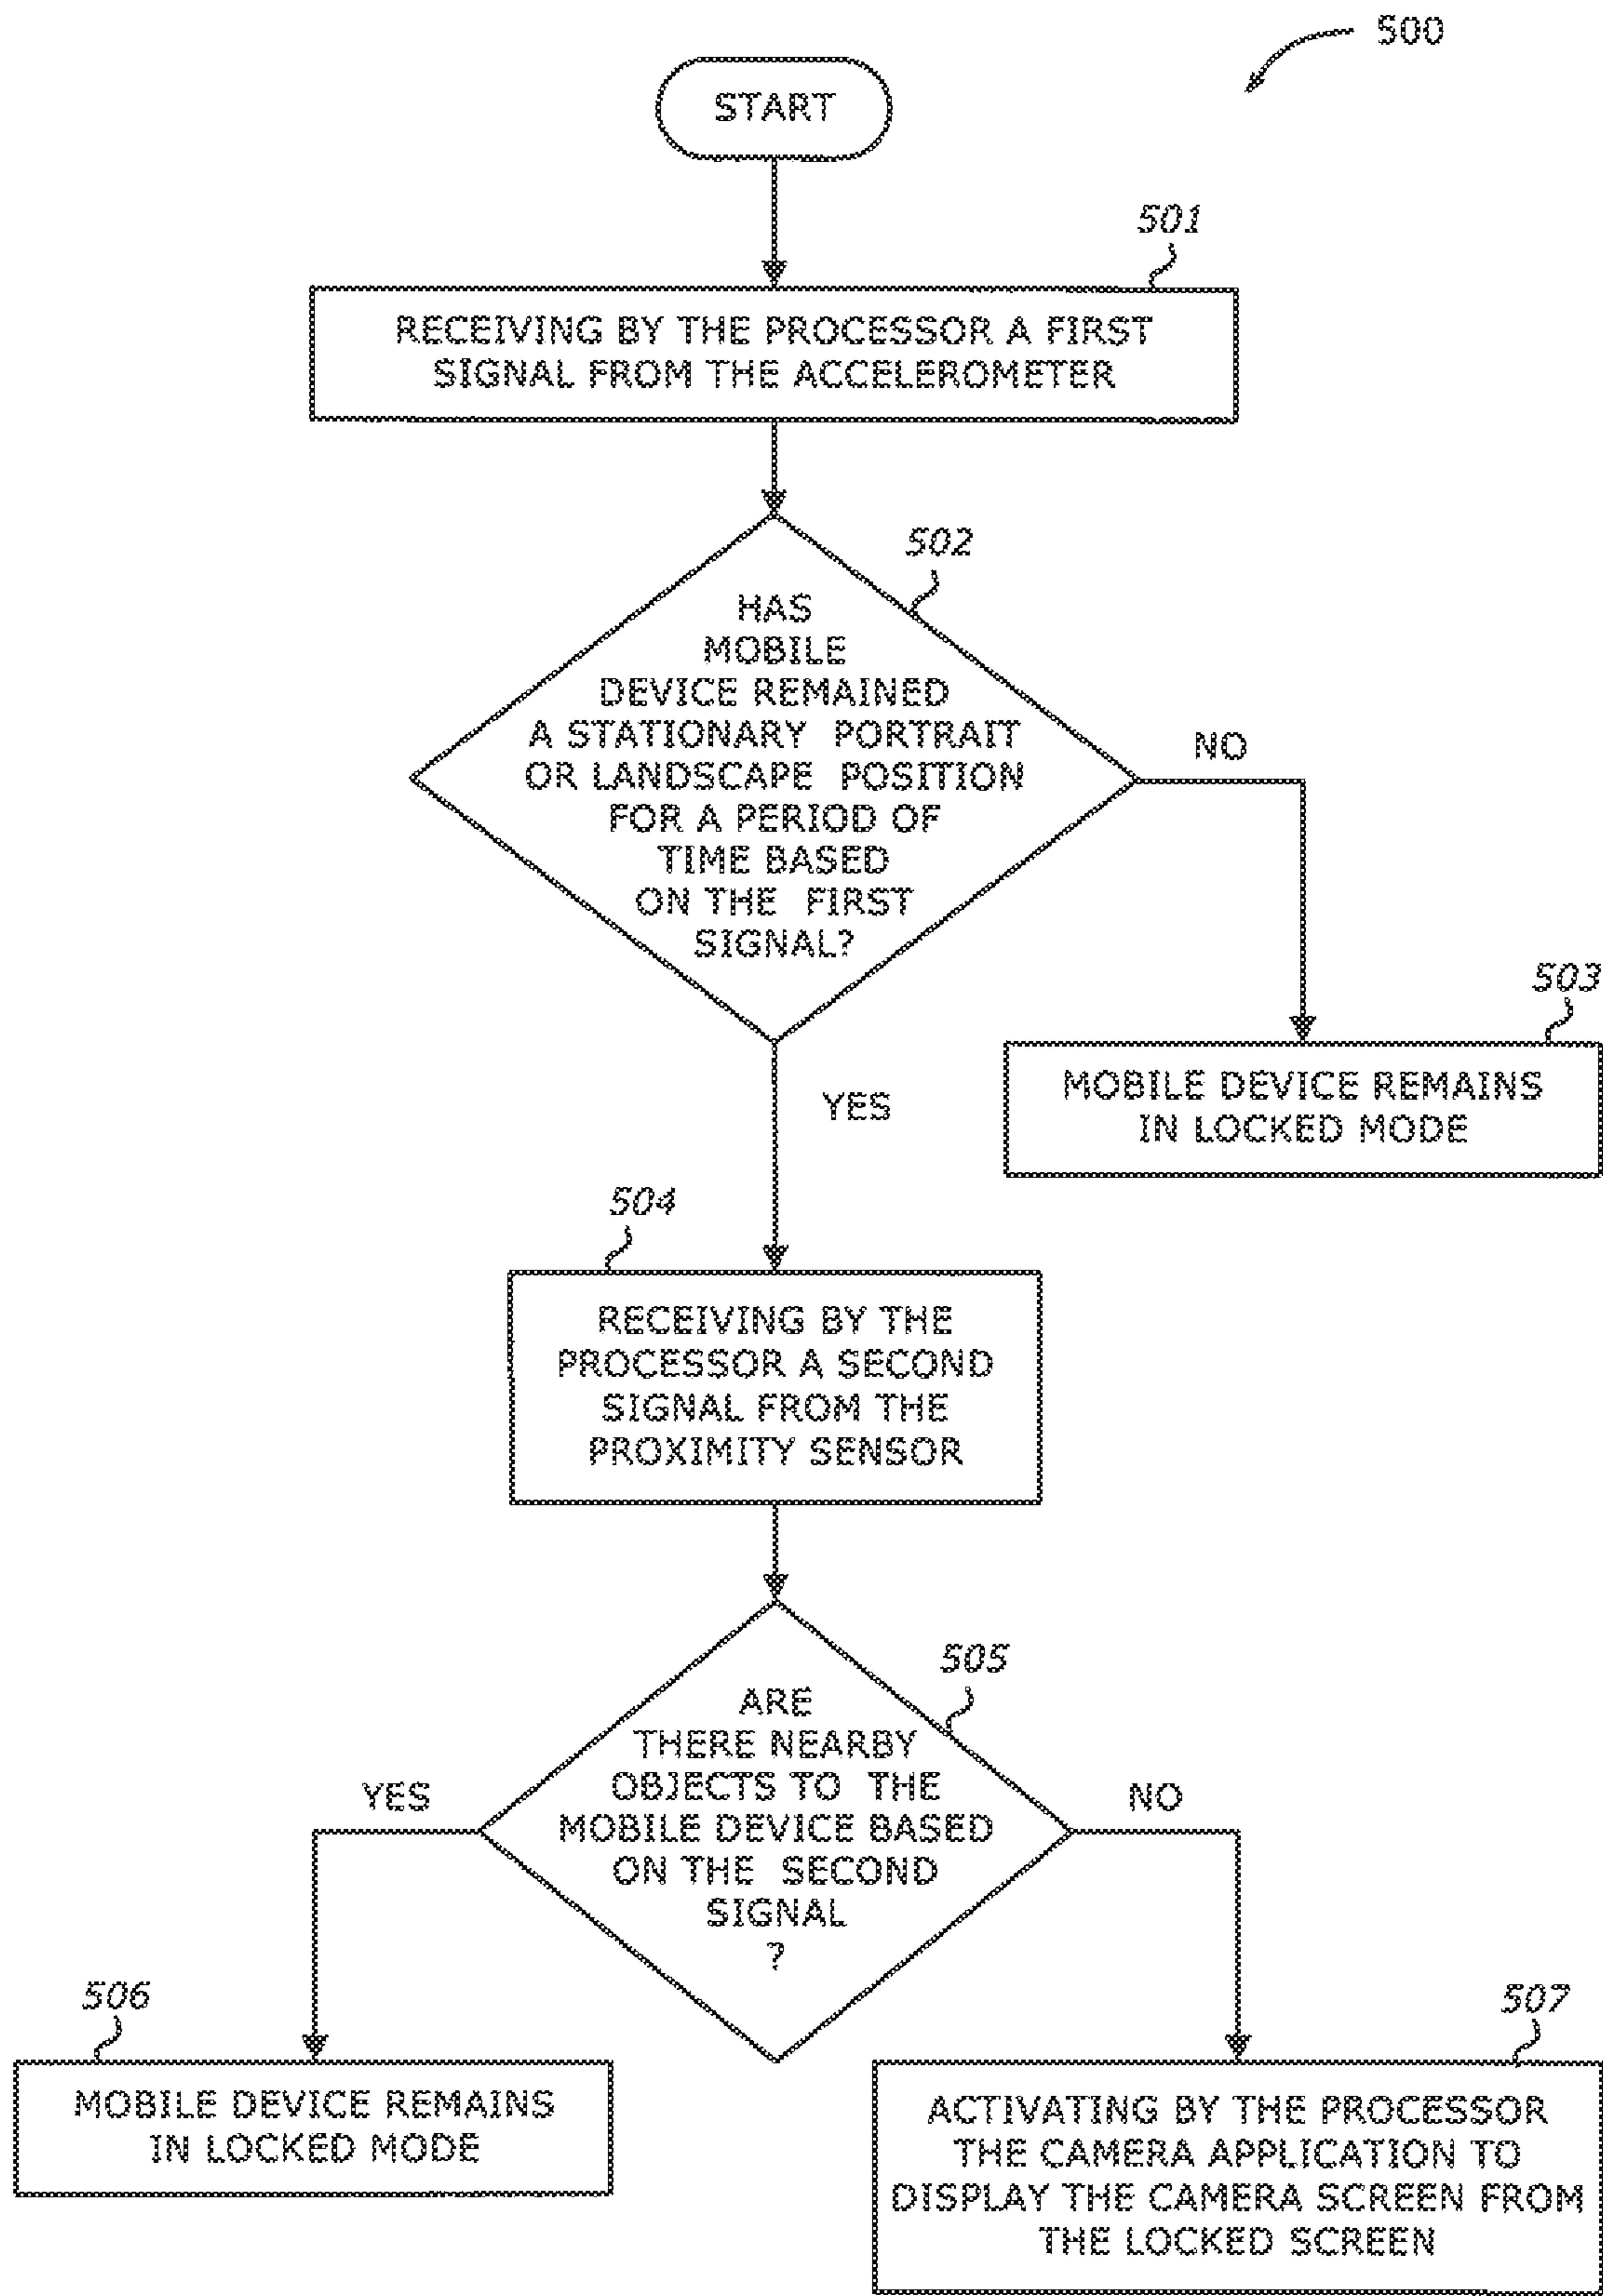 500
START
501
RECEIVING BY THE PROCESSOR A FIRST
SIGNAL FROM THE ACCELEROMETER
502
HAS
MOBILE
DEVICE REMAINED
A STATIONARY PORTRAIT
OR LANDSCAPE POSITION
FOR A PERIOD OF
TIME BASED
ON THE FIRST
SIGNAL?
NO
503
MOBILE DEVICE REMAINS
IN LOCKED MODE
YES
504
RECEIVING BY THE
PROCESSOR A SECOND
SIGNAL FROM THE
PROXIMITY SENSOR
505
ARE
THERE NEARBY
OBJECTS TO THE
MOBILE DEVICE BASED
ON THE SECOND
SIGNAL
?
YES
NO
506
MOBILE DEVICE REMAINS
IN LOCKED MODE
507
ACTIVATING BY THE PROCESSOR
THE CAMERA APPLICATION TO
DISPLAY THE CAMERA SCREEN FROM
THE LOCKED SCREEN